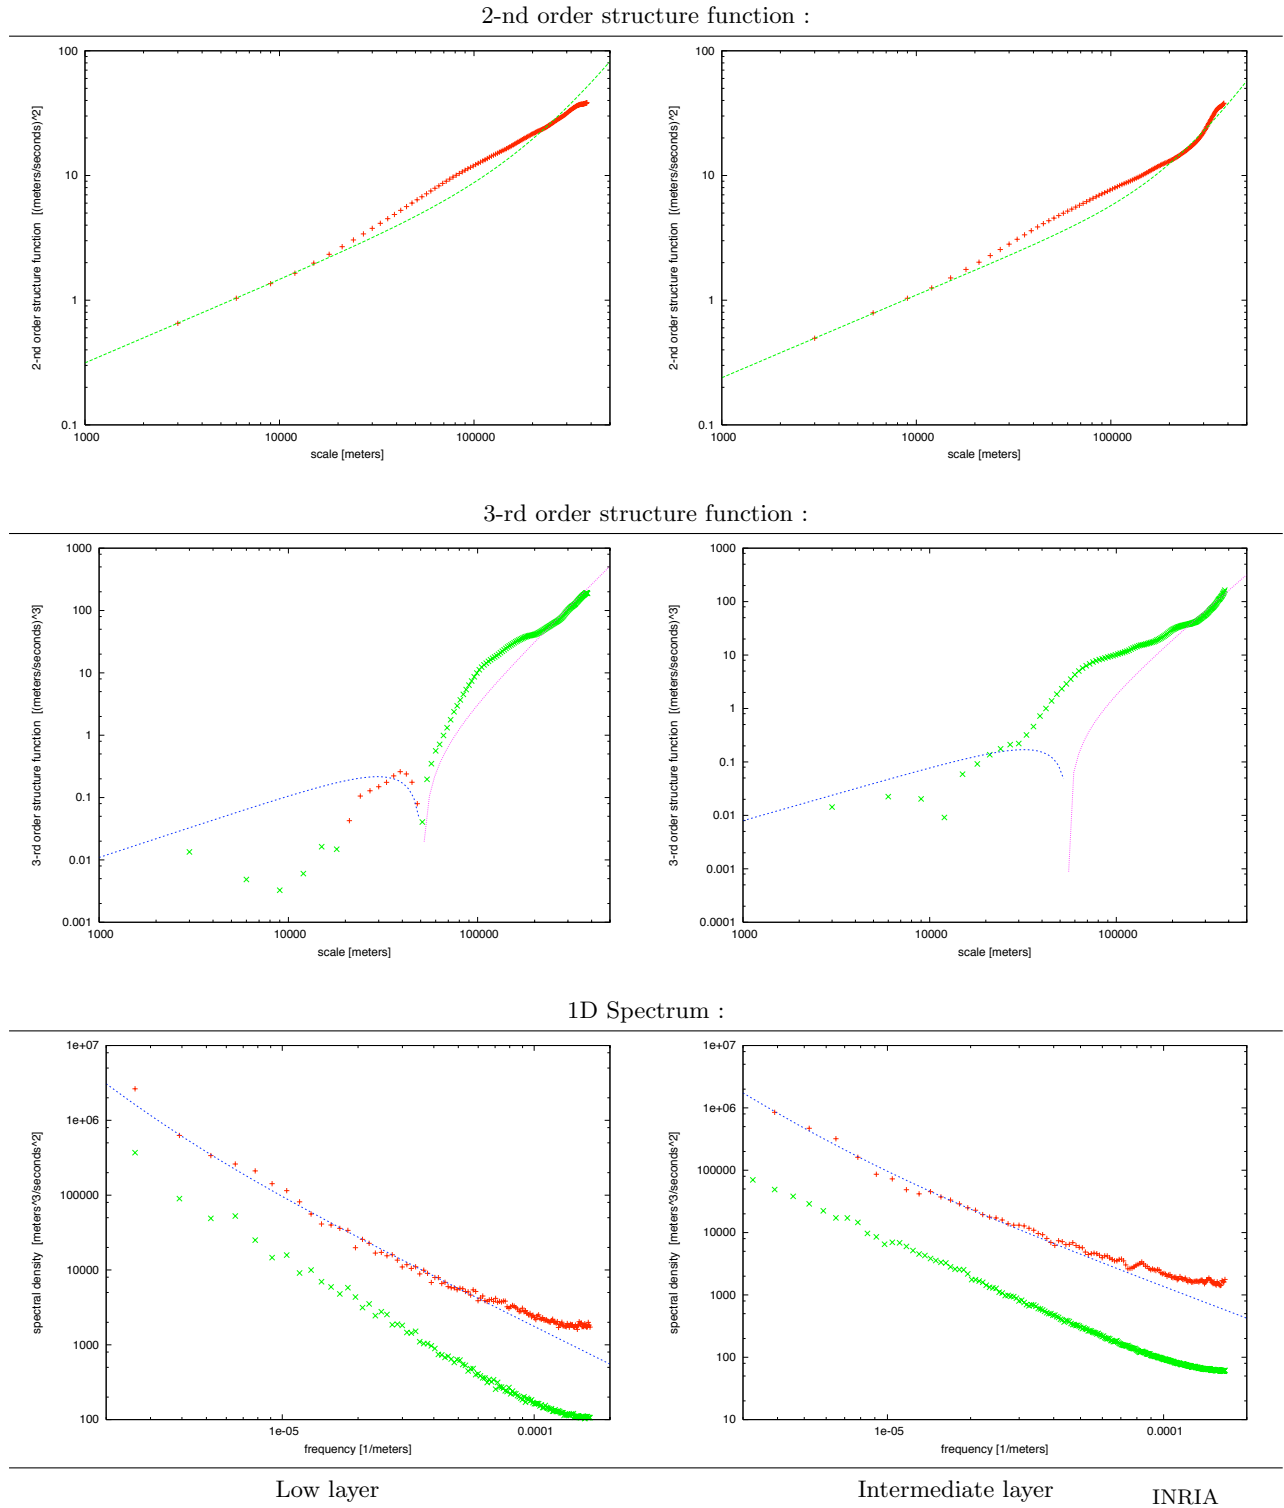 2-nd order structure function :
100
10
1
0.1
1000
10000
100000
scale [meters]
2-nd order structure function [(meters/seconds)^2]
100
10
1
0.1
1000
10000
100000
scale [meters]
2-nd order structure function [(meters/seconds)^2]
3-rd order structure function :
1000
100
10
1
0.1
0.01
0.001
1000
10000
100000
scale [meters]
3-rd order structure function [(meters/seconds)^3]
1000
100
10
1
0.1
0.01
0.001
0.0001
1000
10000
100000
scale [meters]
3-rd order structure function [(meters/seconds)^3]
1D Spectrum :
1e+07
1e+06
100000
10000
1000
100
1e-05
0.0001
frequency [1/meters]
spectral density [meters^3/seconds^2]
1e+07
1e+06
100000
10000
1000
100
10
1e-05
0.0001
frequency [1/meters]
spectral density [meters^3/seconds^2]
Low layer
Intermediate layer
INRIA